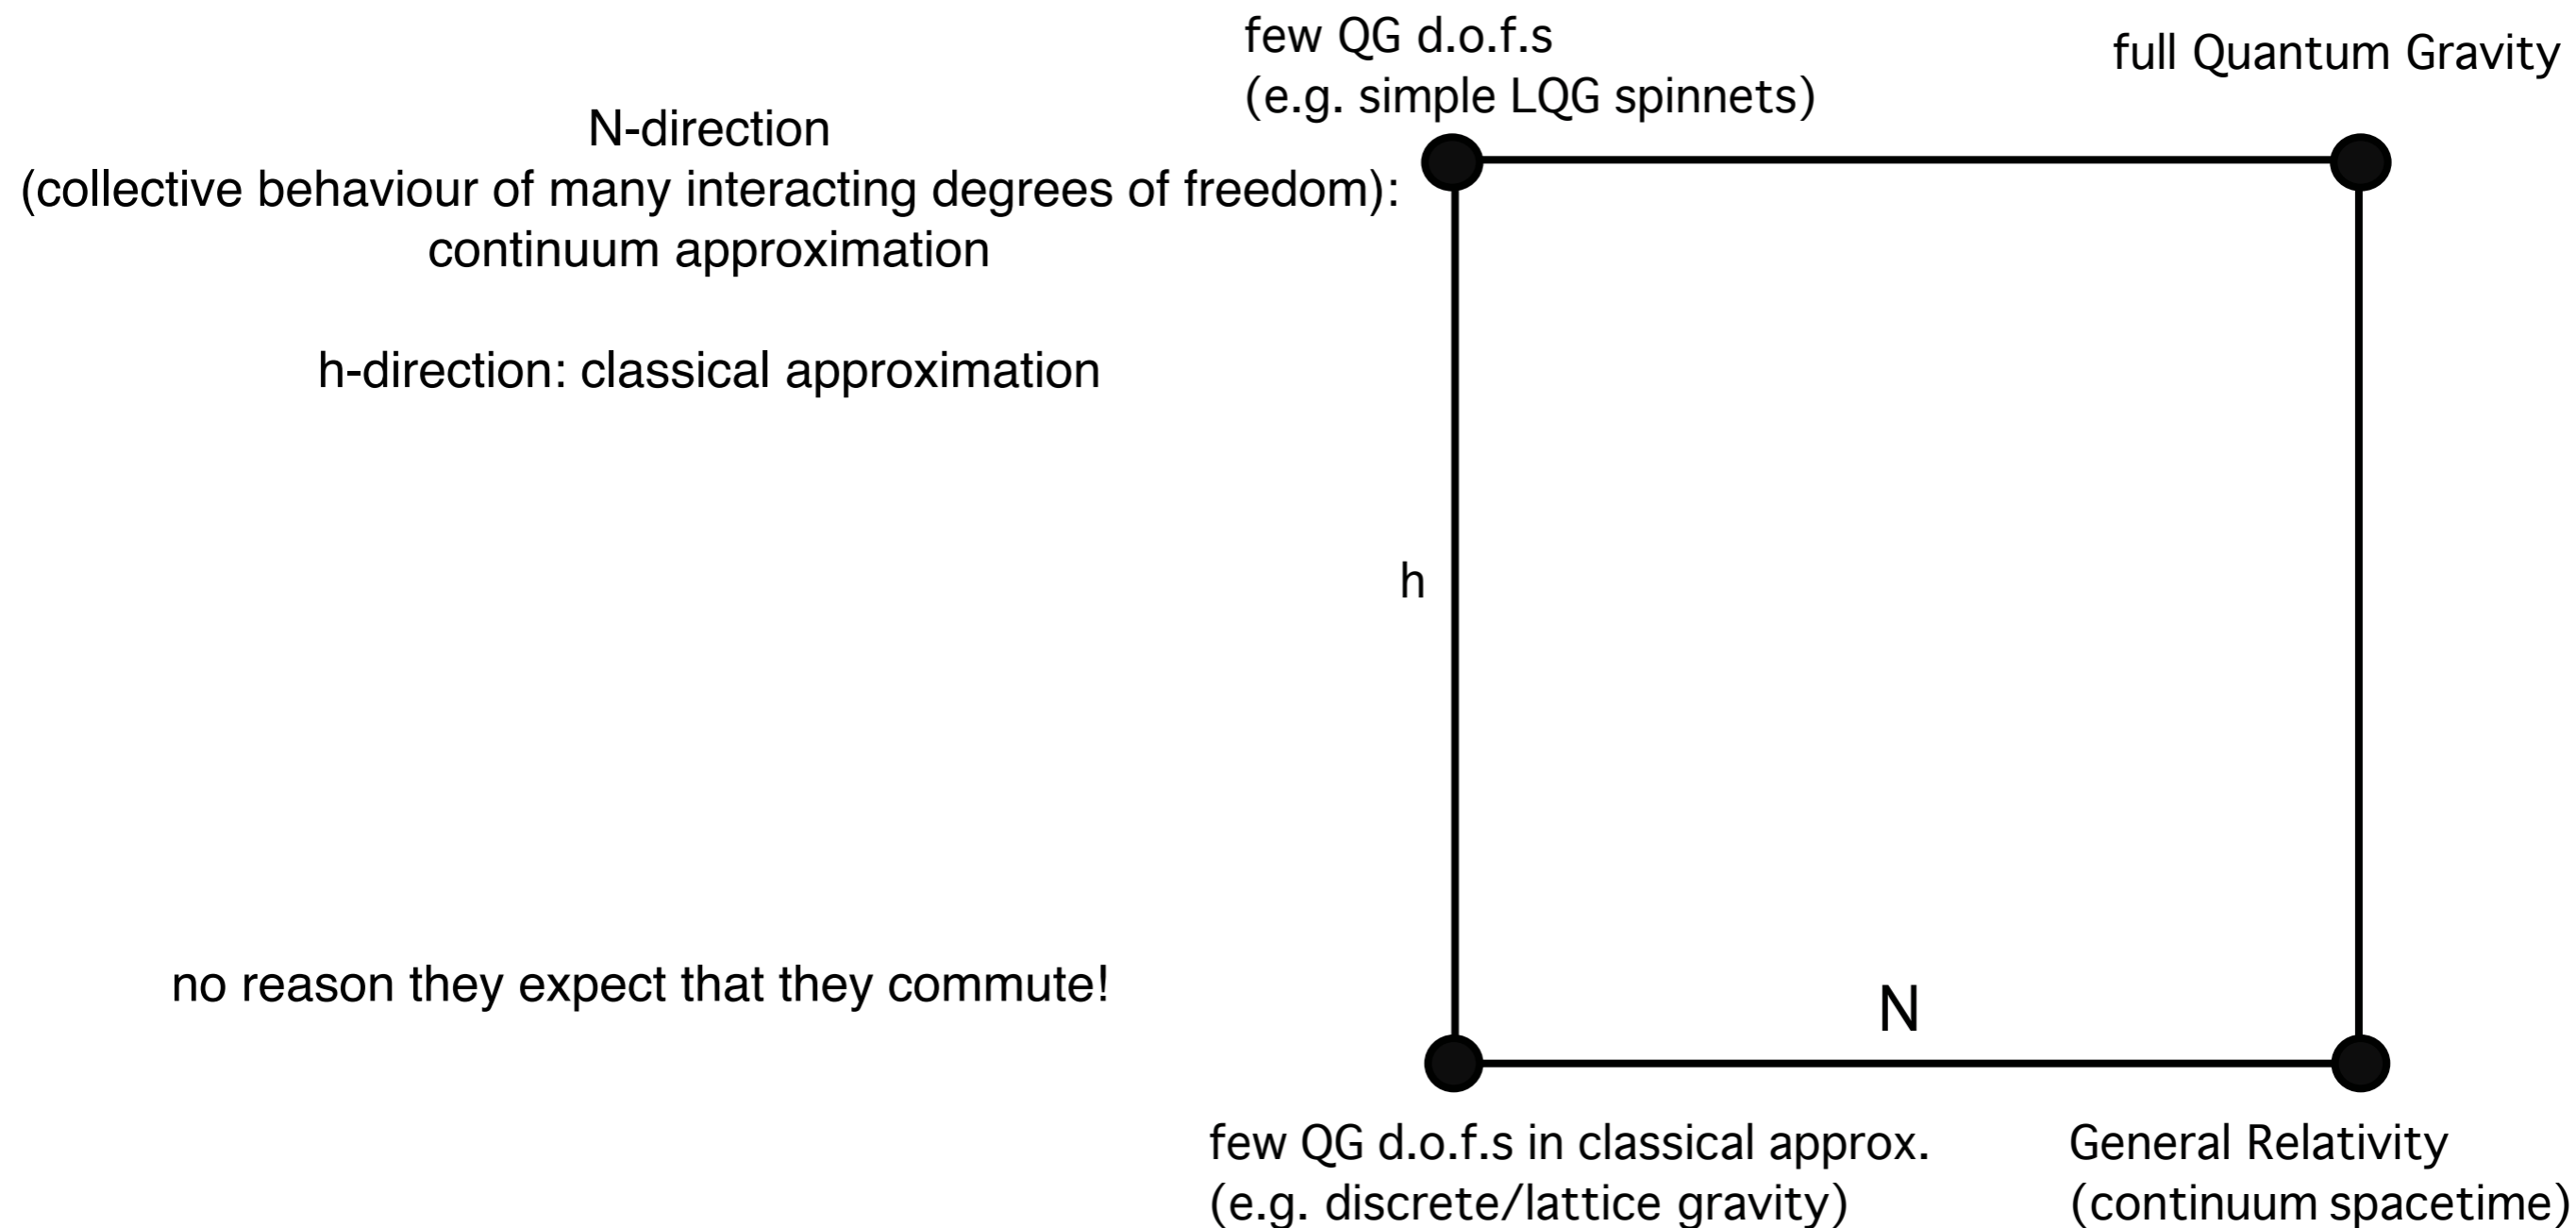 few QG d.o.f.s
(e.g. simple LQG spinnets)
full Quantum Gravity
N-direction
(collective behaviour of many interacting degrees of freedom):
continuum approximation
h-direction: classical approximation
h
no reason they expect that they commute!
N
few QG d.o.f.s in classical approx.
(e.g. discrete/lattice gravity)
General Relativity
(continuum spacetime)